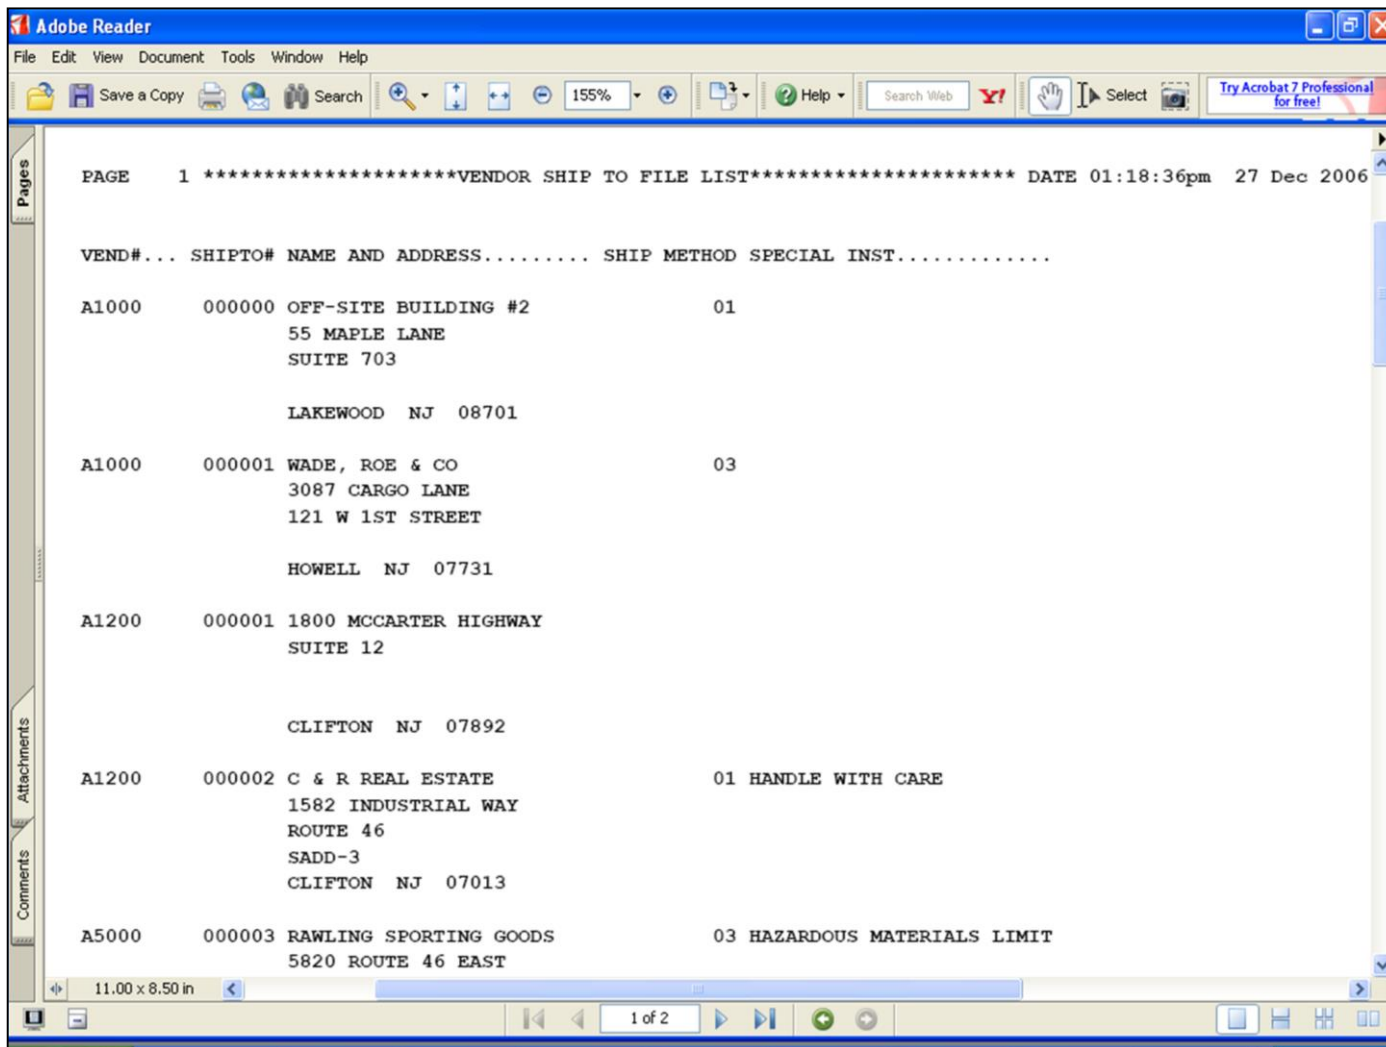 Adobe Reader
File Edit View Document Tools Window Help
Save a Copy Search 155% Help Search Web Y! Select Try Acrobat 7 Professional for free!
Pages
PAGE 1 *********************VENDOR SHIP TO FILE LIST********************** DATE 01:18:36pm 27 Dec 2006
VEND#... SHIPTO# NAME AND ADDRESS......... SHIP METHOD SPECIAL INST.............
A1000 000000 OFF-SITE BUILDING #2 01
55 MAPLE LANE
SUITE 703
LAKEWOOD NJ 08701
A1000 000001 WADE, ROE & CO 03
3087 CARGO LANE
121 W 1ST STREET
HOWELL NJ 07731
A1200 000001 1800 MCCARTER HIGHWAY
SUITE 12
CLIFTON NJ 07892
Attachments
A1200 000002 C & R REAL ESTATE 01 HANDLE WITH CARE
1582 INDUSTRIAL WAY
ROUTE 46
SADD-3
CLIFTON NJ 07013
Comments
A5000 000003 RAWLING SPORTING GOODS 03 HAZARDOUS MATERIALS LIMIT
5820 ROUTE 46 EAST
11.00 x 8.50 in
1 of 2